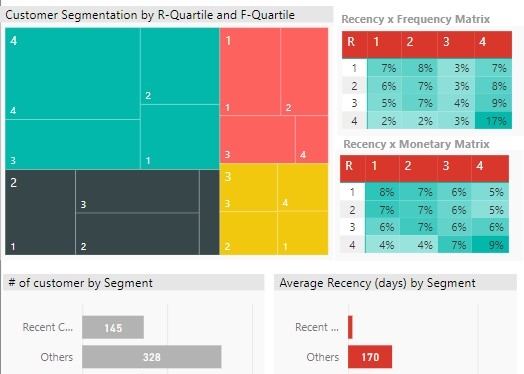 Customer Segmentation by R-Quartile and F-Quartile
4
4
2
3
1
1
1
2
3
4
2
3
1
2
3
3
4
2
1
Recency x Frequency Matrix
R 1 2 3 4
1 7% 8% 3% 7%
2 6% 7% 3% 8%
3 5% 7% 4% 9%
4 2% 2% 3% 17%
Recency x Monetary Matrix
R 1 2 3 4
1 8% 7% 6% 5%
2 7% 7% 6% 5%
3 6% 7% 6% 6%
4 4% 4% 7% 9%
# of customer by Segment
Recent C... 145
Others 328
Average Recency (days) by Segment
Recent ...
Others 170